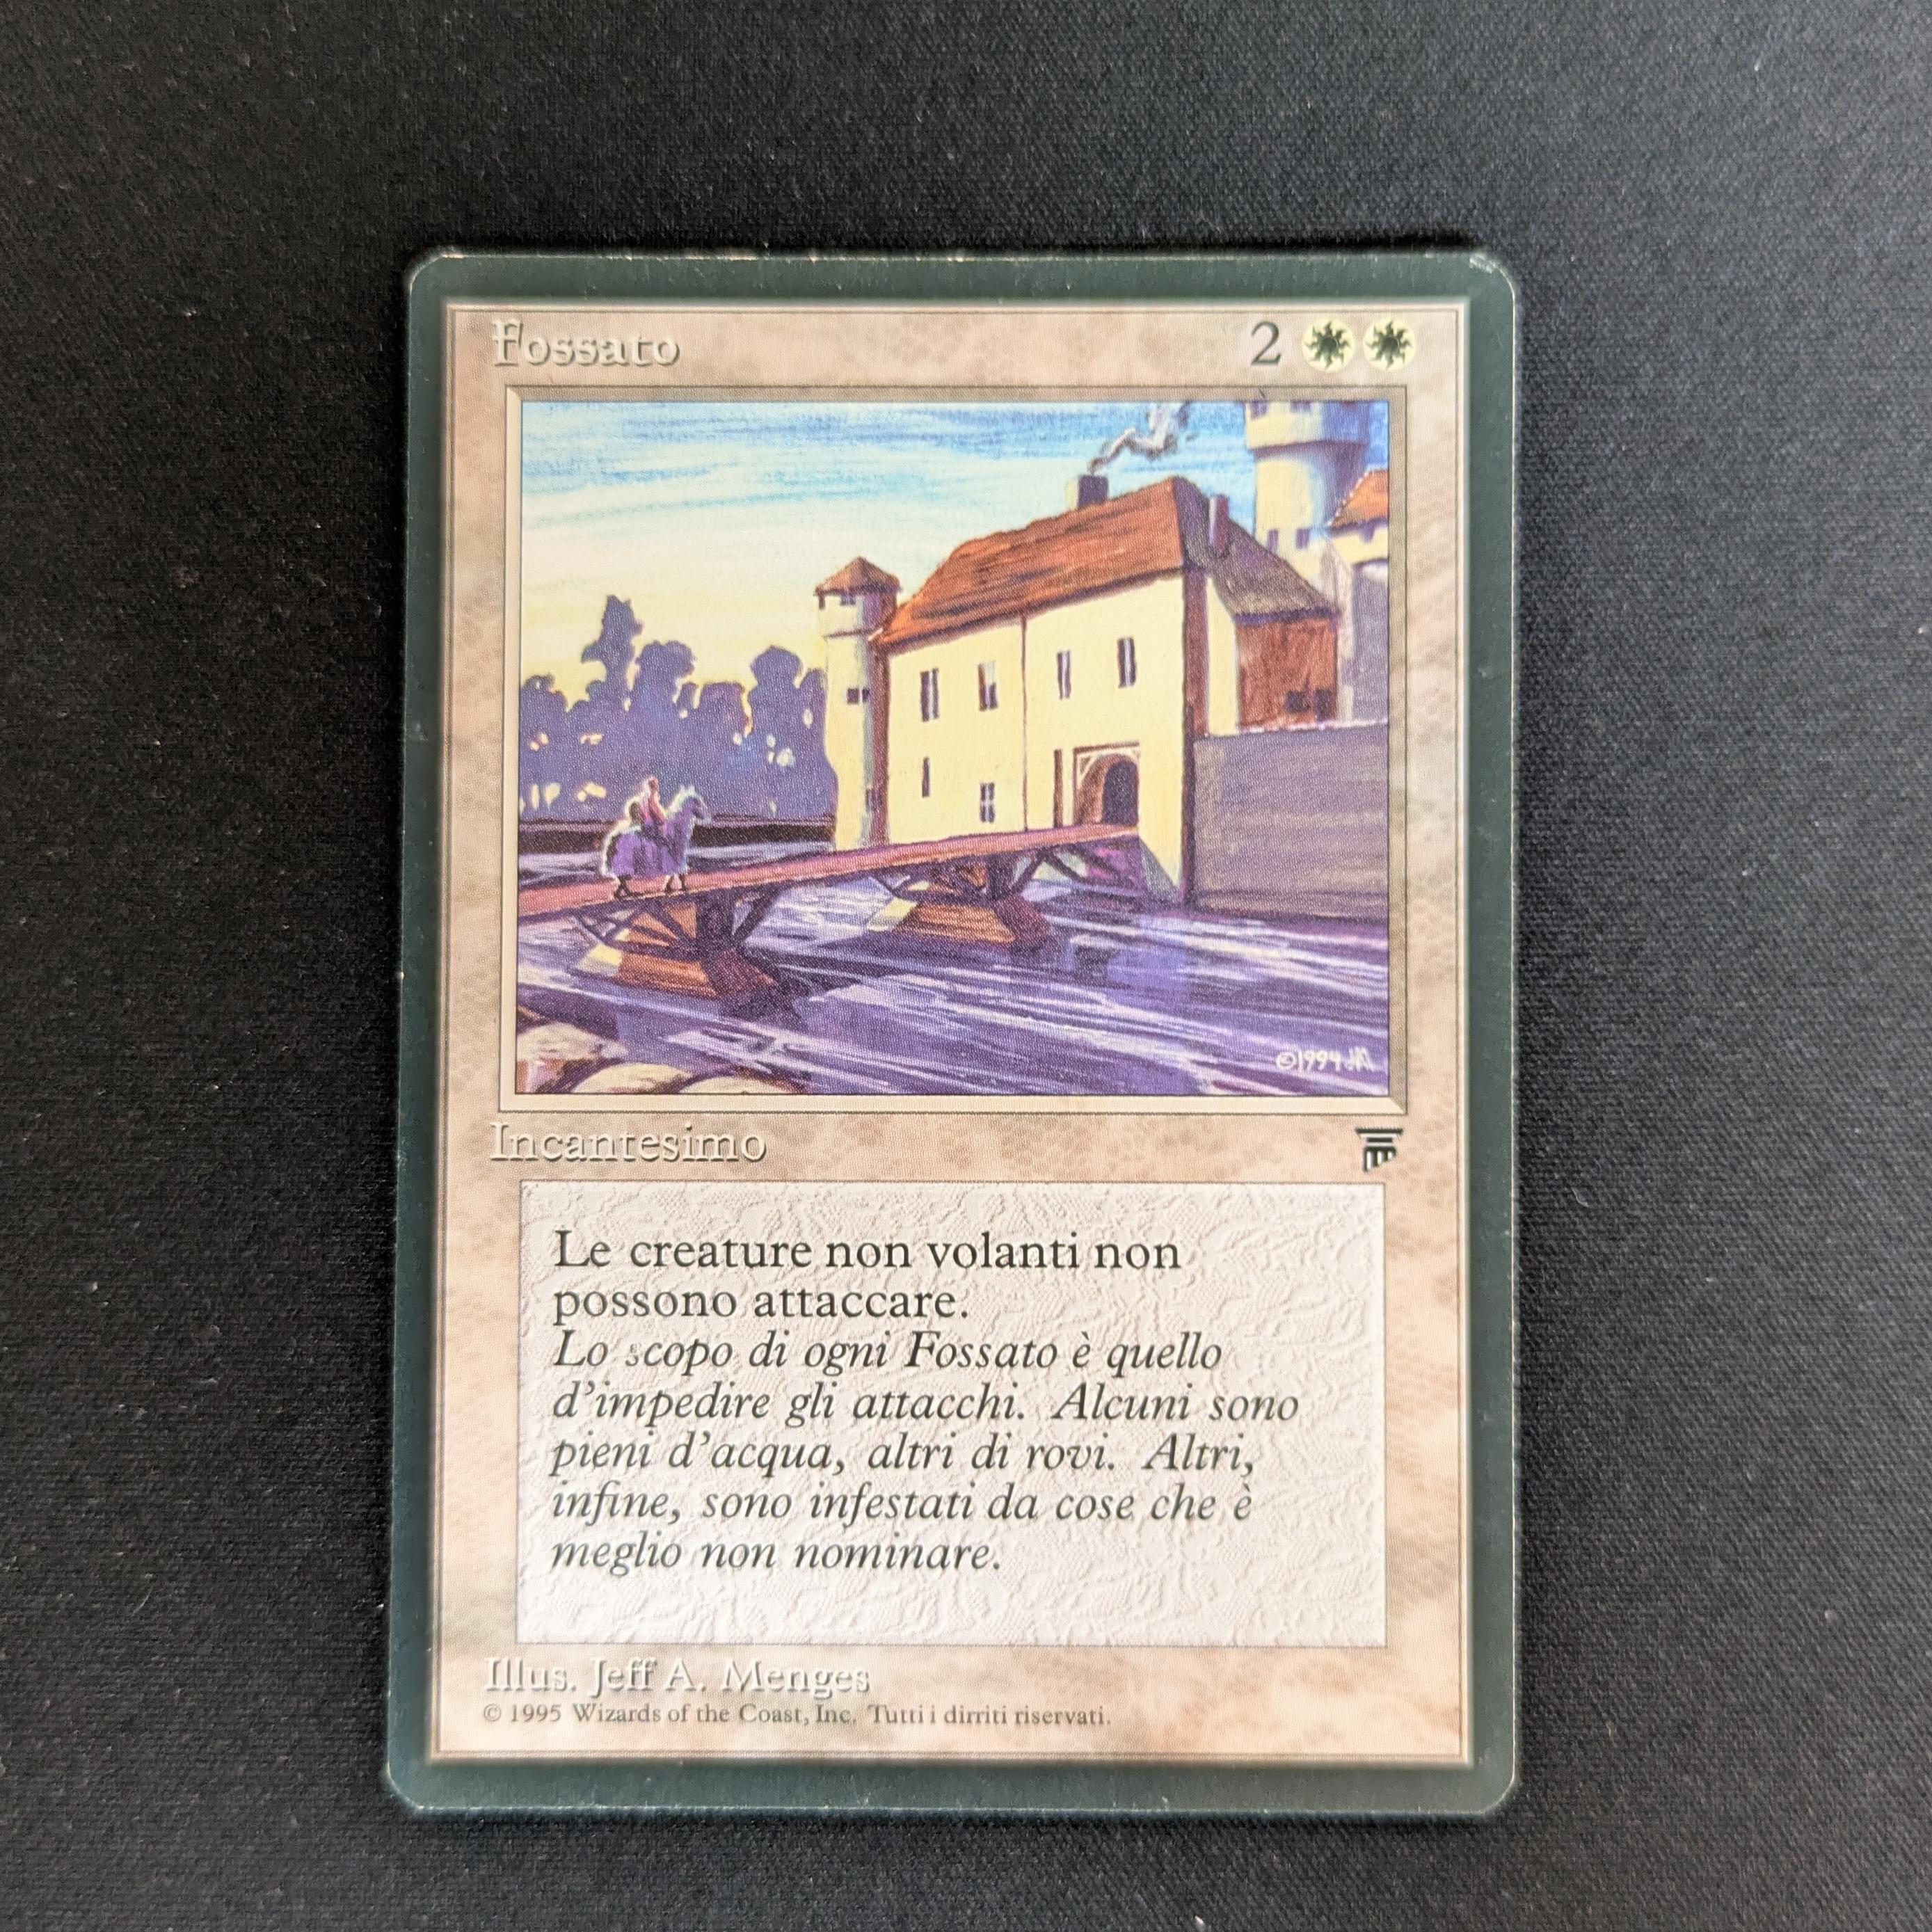 Fossato 2
©1994 JAM
Incantesimo
Le creature non volanti non
possono attaccare.
Lo scopo di ogni Fossato è quello
d'impedire gli attacchi. Alcuni sono
pieni d'acqua, altri di rovi. Altri,
infine, sono infestati da cose che è
meglio non nominare.
Illus. Jeff A. Menges
© 1995 Wizards of the Coast, Inc. Tutti i dirriti riservati.